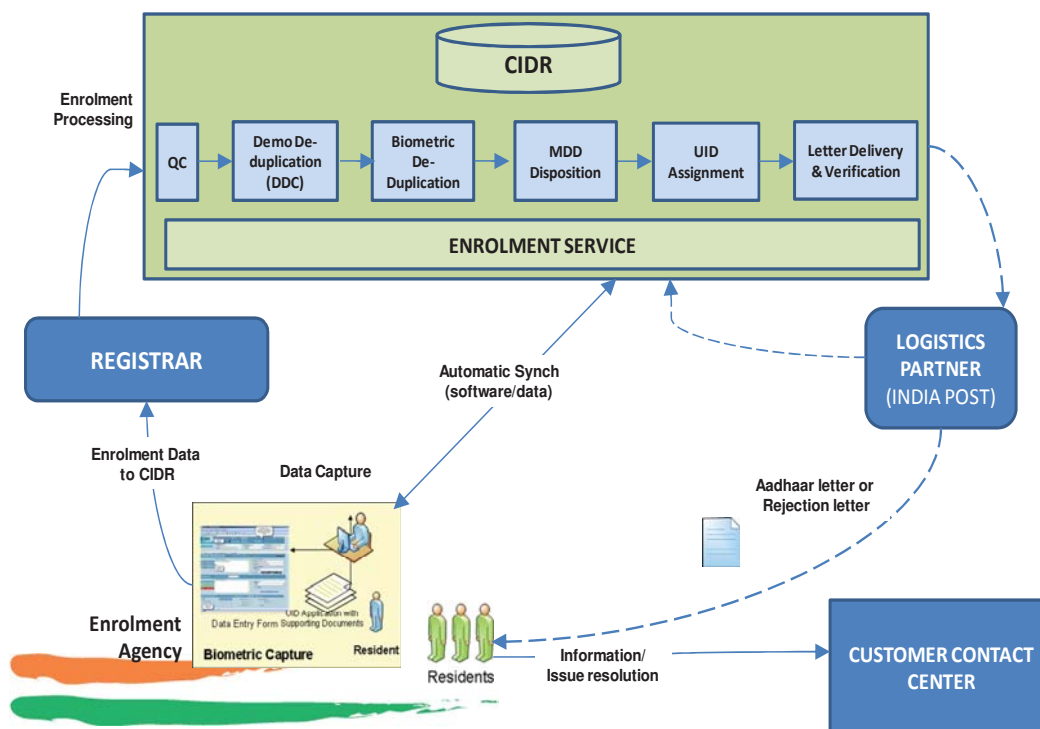 CIDR
Enrolment
Processing
QC
Demo De-
duplication
(DDC)
Biometric
De-
Duplication
MDD
Disposition
UID
Assignment
Letter Delivery
& Verification
ENROLMENT SERVICE
REGISTRAR
LOGISTICS
PARTNER
(INDIA POST)
Automatic Synch
(software/data)
Enrolment Data
to CIDR
Data Capture
Aadhaar letter or
Rejection letter
UID Application with
Data Entry Form Supporting Documents
Biometric Capture
Resident
Enrolment
Agency
Residents
Information/
Issue resolution
CUSTOMER CONTACT
CENTER